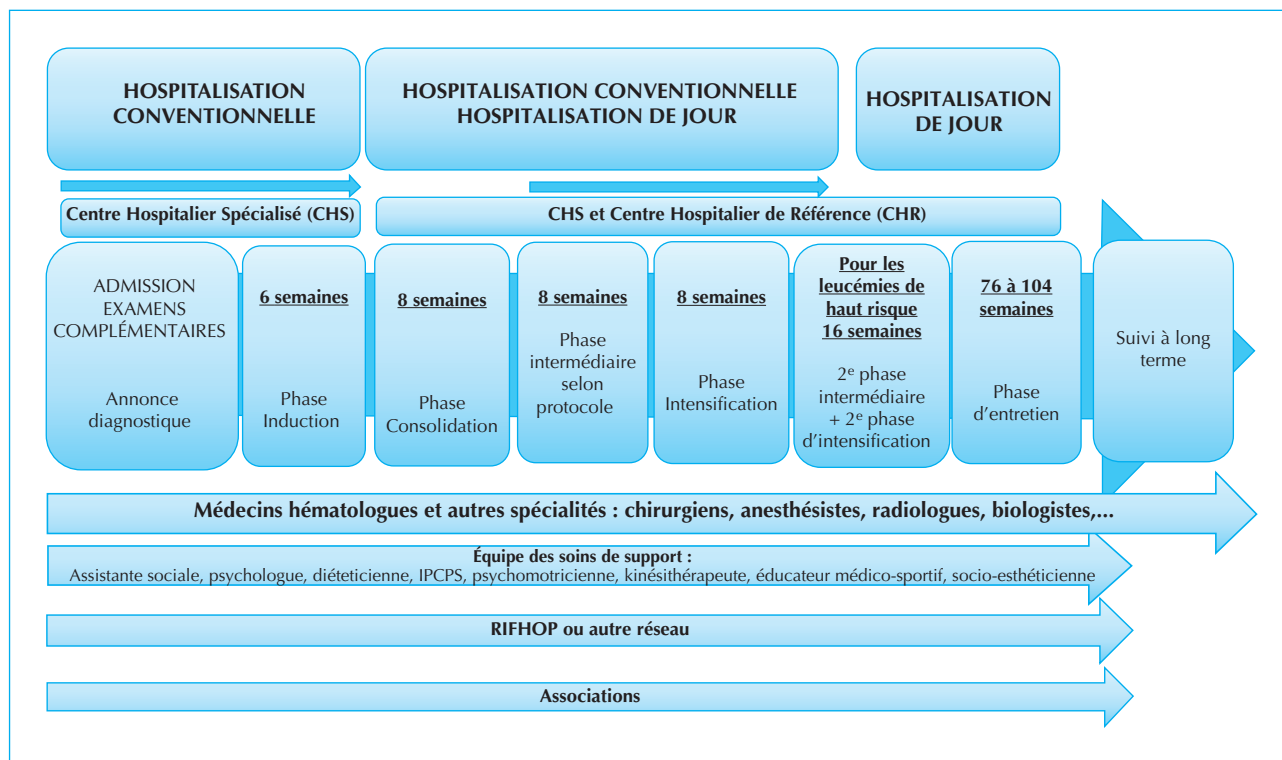 HOSPITALISATION
CONVENTIONNELLE
HOSPITALISATION CONVENTIONNELLE
HOSPITALISATION DE JOUR
HOSPITALISATION
DE JOUR
Centre Hospitalier Spécialisé (CHS)
CHS et Centre Hospitalier de Référence (CHR)
ADMISSION
EXAMENS
COMPLÉMENTAIRES
Annonce
diagnostique
6 semaines
Phase
Induction
8 semaines
Phase
Consolidation
8 semaines
Phase
intermédiaire
selon
protocole
8 semaines
Phase
Intensification
Pour les
leucémies de
haut risque
16 semaines
2e phase
intermédiaire
+ 2e phase
d'intensification
76 à 104
semaines
Phase
d'entretien
Suivi à long
terme
Médecins hématologues et autres spécialités : chirurgiens, anesthésistes, radiologues, biologistes,...
Équipe des soins de support :
Assistante sociale, psychologue, diéteticienne, IPCPS, psychomotricienne, kinésithérapeute, éducateur médico-sportif, socio-esthéticienne
RIFHOP ou autre réseau
Associations